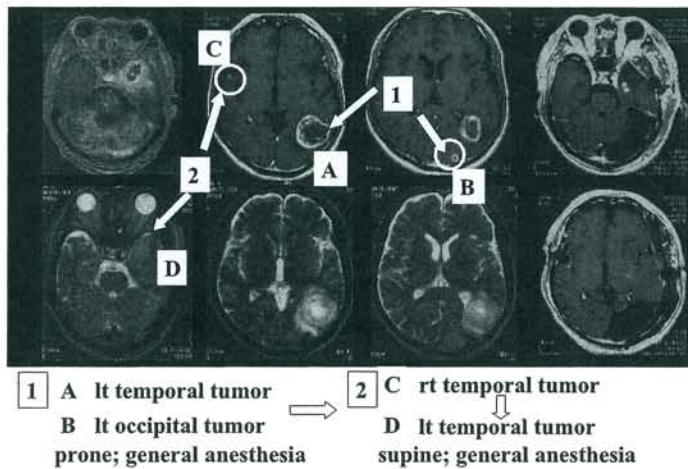 C
1
A
2
B
D
1 A lt temporal tumor
B lt occipital tumor
prone; general anesthesia
2 C rt temporal tumor
D lt temporal tumor
supine; general anesthesia